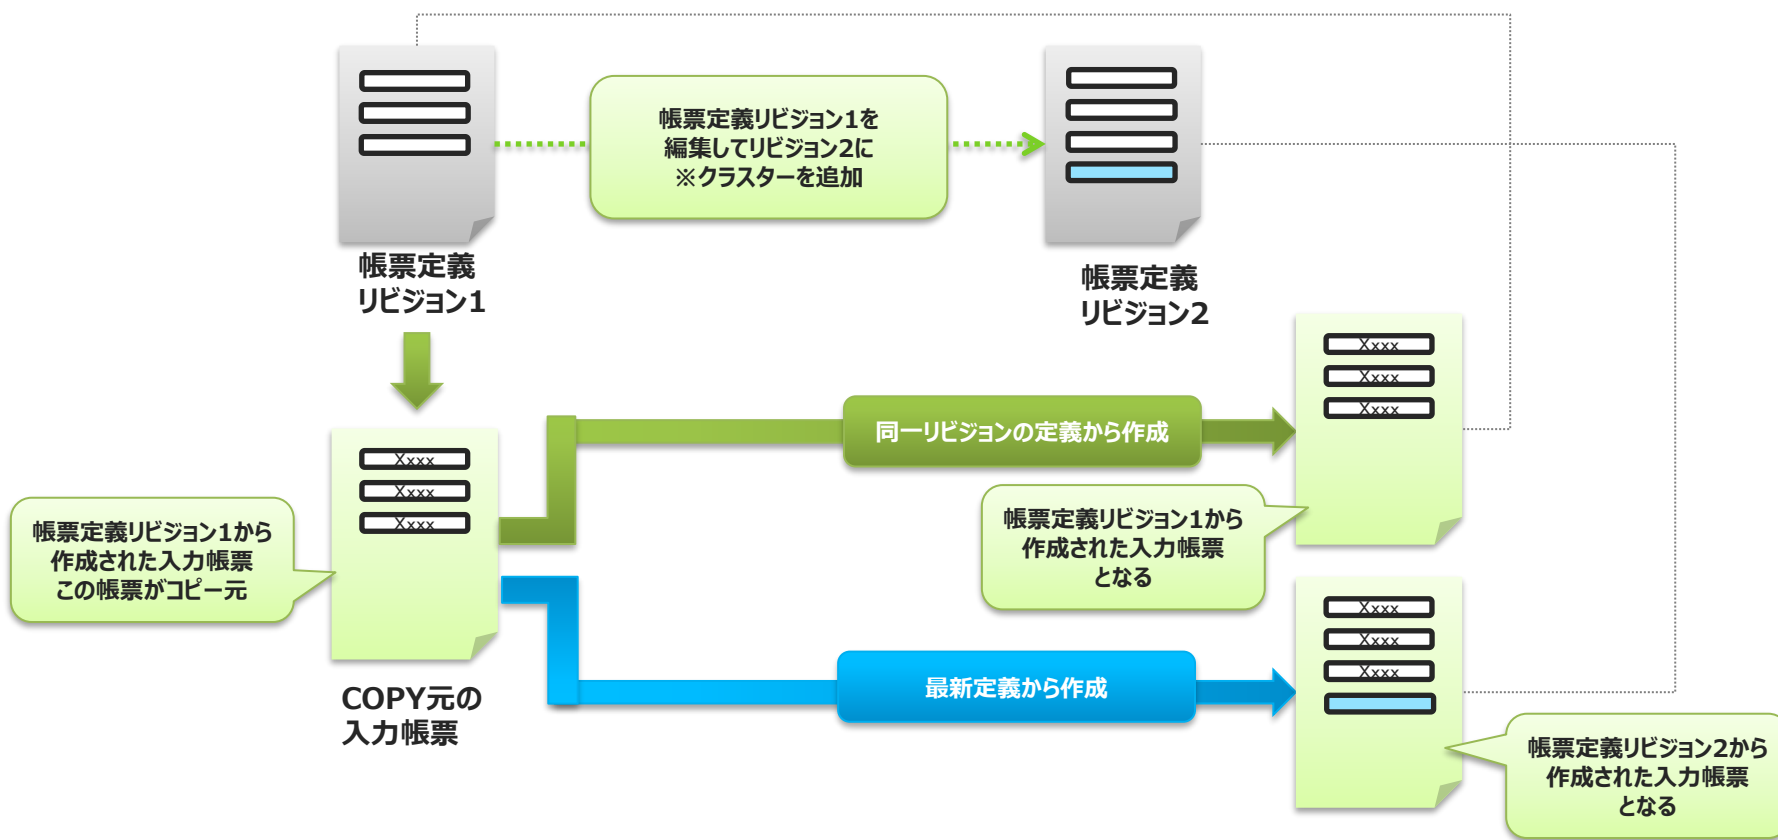 帳票定義リビジョン1を
編集してリビジョン2に
※クラスターを追加
帳票定義
リビジョン1
帳票定義
リビジョン2
Xxxx
Xxxx
Xxxx
同一リビジョンの定義から作成
Xxxx
Xxxx
Xxxx
帳票定義リビジョン1から
作成された入力帳票
この帳票がコピー元
帳票定義リビジョン1から
作成された入力帳票
となる
Xxxx
Xxxx
Xxxx
最新定義から作成
COPY元の
入力帳票
帳票定義リビジョン2から
作成された入力帳票
となる